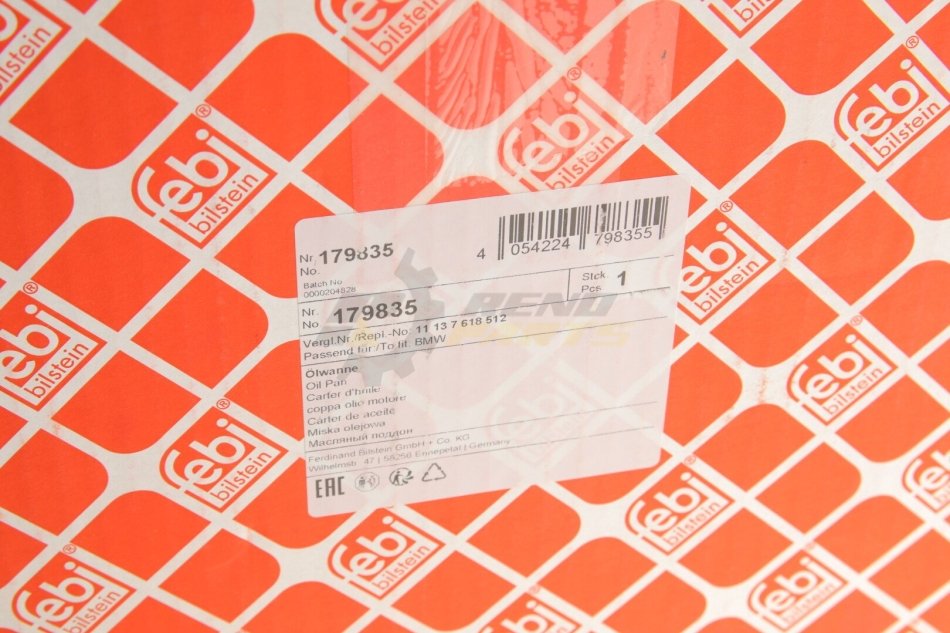 febi
bilstein
Nr. 179835
No.
4 054224 798355
Batch No
0000204828
Stck. 1
Pcs
Nr. 179835
No.
Vergl.Nr./Repl.-No: 11 13 7 618 512
Passend für:/To fit: BMW
Ölwanne
Oil Pan
Carter d'huile
coppa olio motore
Cárter de aceite
Miska olejowa
Масляный поддон
Ferdinand Bilstein GmbH + Co. KG
Wilhelmstr. 47 | 58256 Ennepetal | Germany
EAC